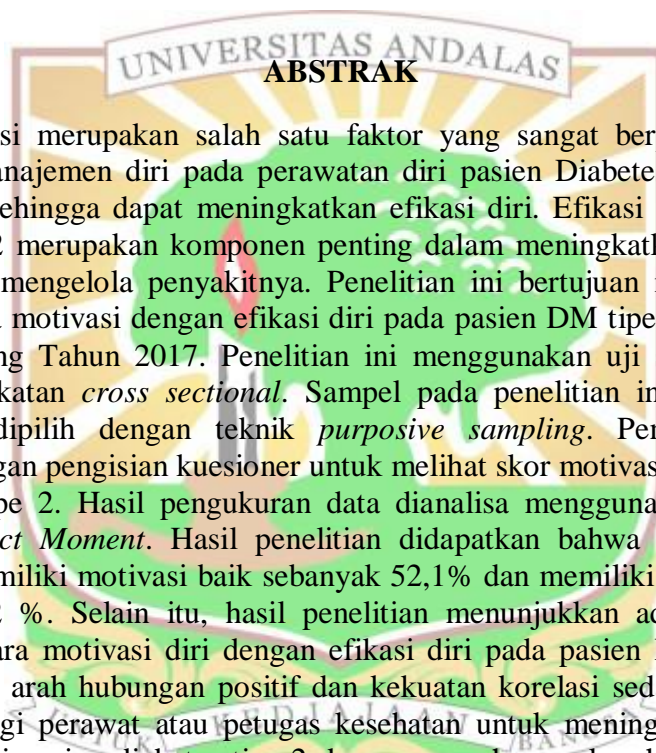 UNIVERSITAS ANDALAS
ABSTRAK
si merupakan salah satu faktor yang sangat ber
anajemen diri pada perawatan diri pasien Diabete
ehingga dapat meningkatkan efikasi diri. Efikasi
2 merupakan komponen penting dalam meningkatk
mengelola penyakitnya. Penelitian ini bertujuan
motivasi dengan efikasi diri pada pasien DM tipe
ng Tahun 2017. Penelitian ini menggunakan uji
katan cross sectional. Sampel pada penelitian in
dipilih dengan teknik purposive sampling. Pen
gan pengisian kuesioner untuk melihat skor motivas
pe 2. Hasil pengukuran data dianalisa mengguna
ct Moment. Hasil penelitian didapatkan bahwa
miliki motivasi baik sebanyak 52,1% dan memiliki
2 %. Selain itu, hasil penelitian menunjukkan ad
ara motivasi diri dengan efikasi diri pada pasien
arah hubungan positif dan kekuatan korelasi sed
gi perawat atau petugas kesehatan untuk mening
KEDJAJAAN BAN